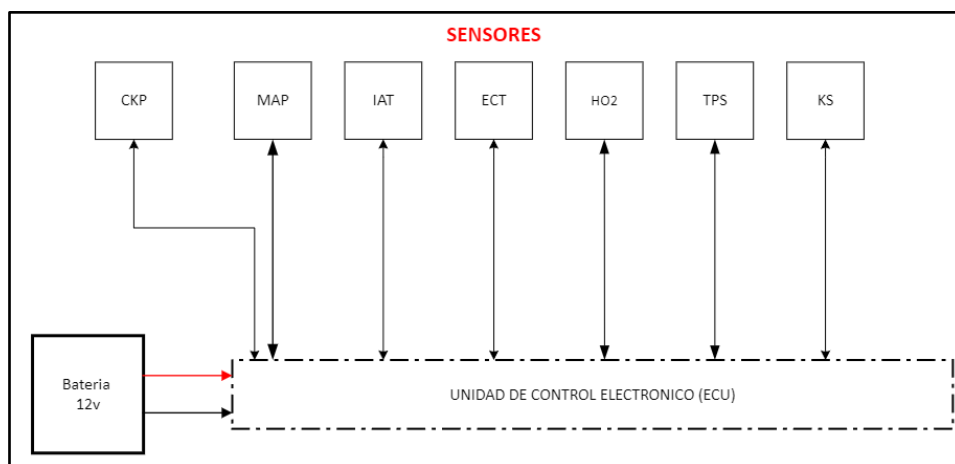 SENSORES
CKP
MAP
IAT
ECT
HO2
TPS
KS
Bateria
12v
UNIDAD DE CONTROL ELECTRONICO (ECU)